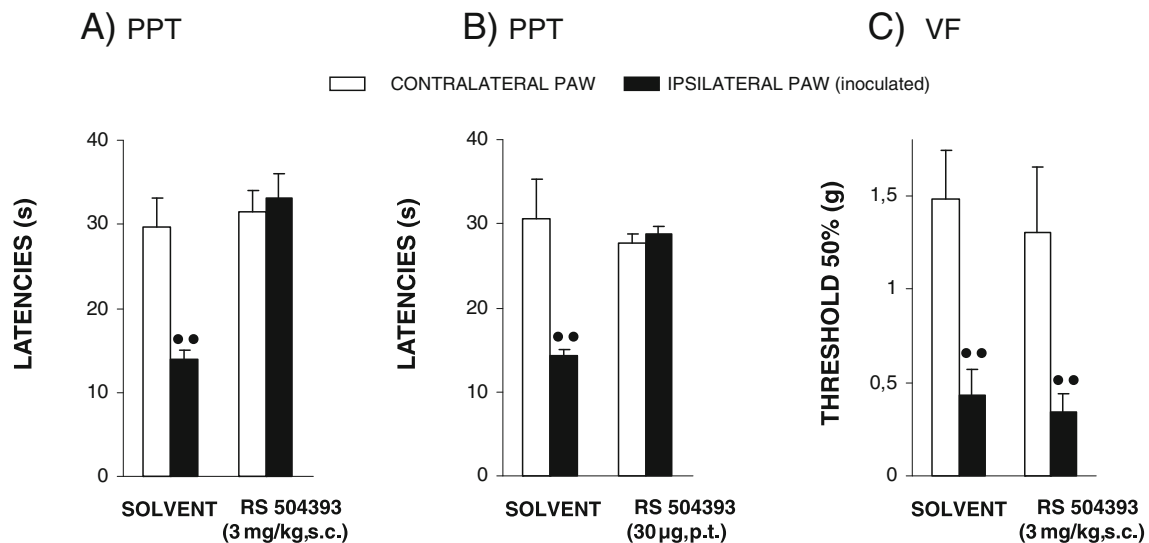 A) PPT
B) PPT
C) VF
CONTRALATERAL PAW
IPSILATERAL PAW (inoculated)
LATENCIES (s)
40
30
20
10
0
SOLVENT
RS 504393
(3 mg/kg,s.c.)
LATENCIES (s)
40
30
20
10
0
SOLVENT
RS 504393
(30 µg,p.t.)
THRESHOLD 50% (g)
1,5
1
0,5
0
SOLVENT
RS 504393
(3 mg/kg,s.c.)